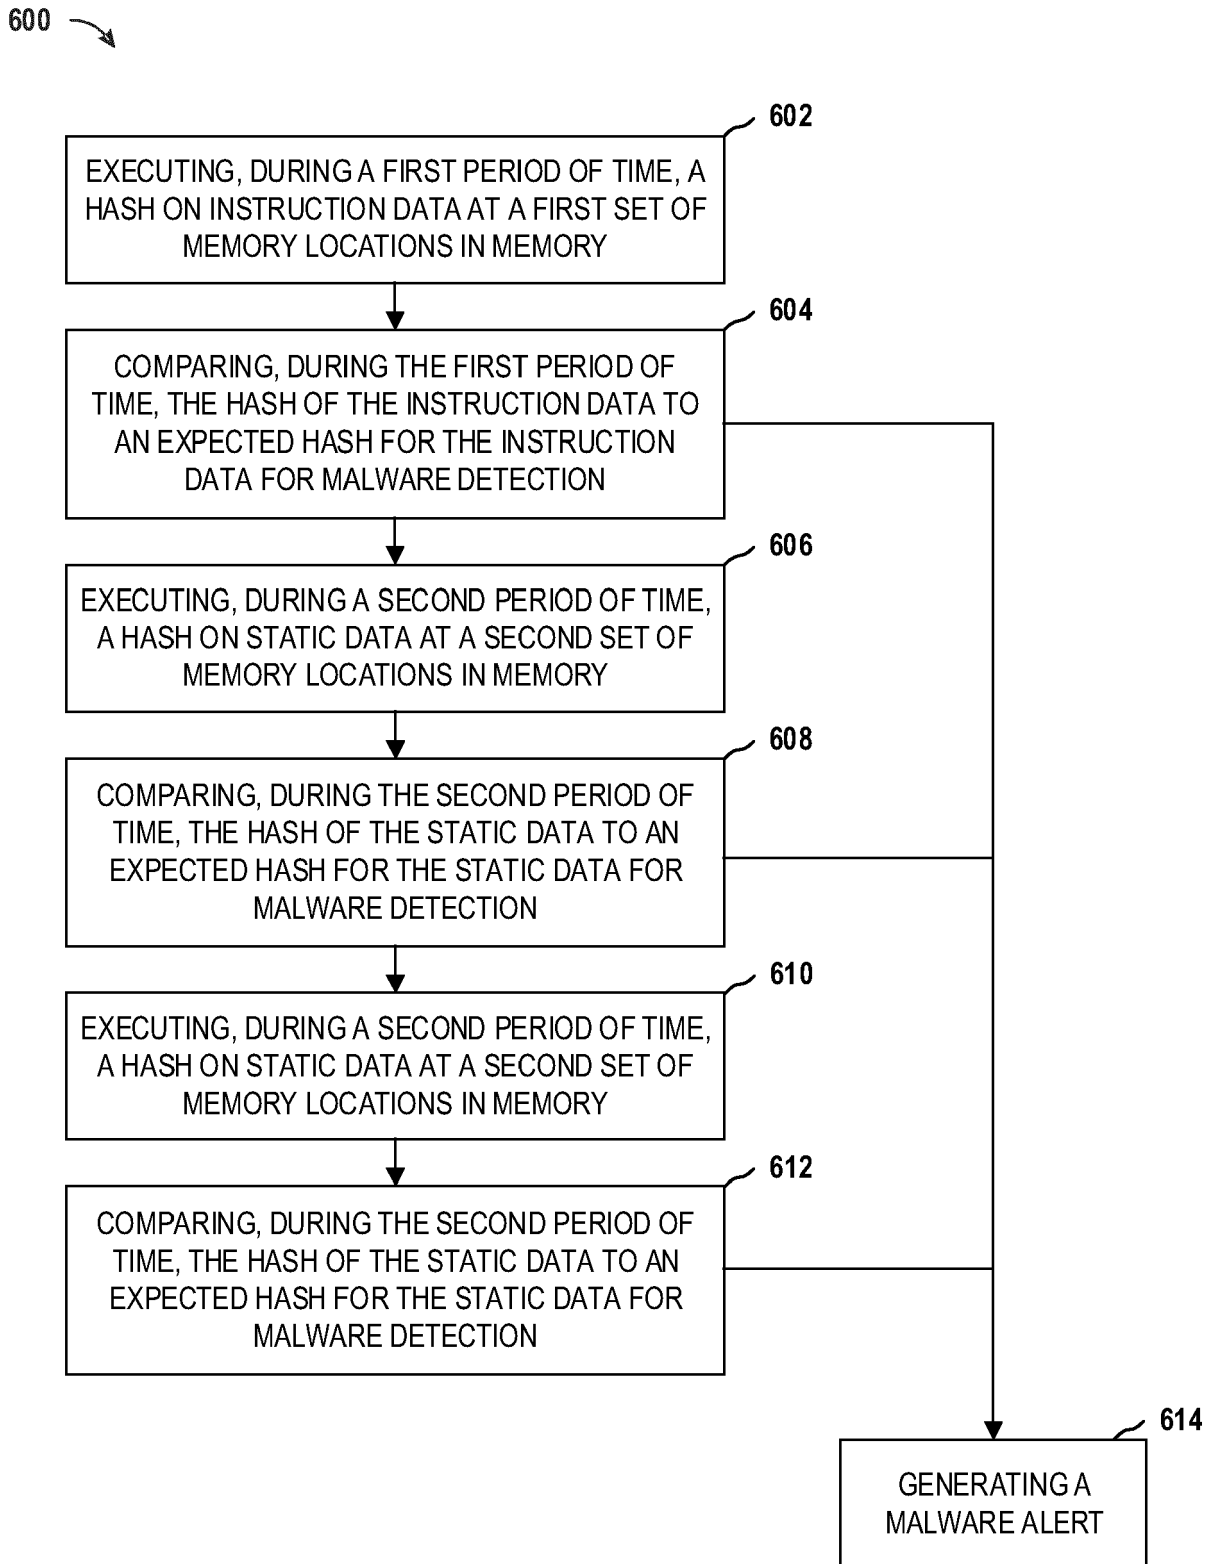 600
602
EXECUTING, DURING A FIRST PERIOD OF TIME, A
HASH ON INSTRUCTION DATA AT A FIRST SET OF
MEMORY LOCATIONS IN MEMORY
604
COMPARING, DURING THE FIRST PERIOD OF
TIME, THE HASH OF THE INSTRUCTION DATA TO
AN EXPECTED HASH FOR THE INSTRUCTION
DATA FOR MALWARE DETECTION
606
EXECUTING, DURING A SECOND PERIOD OF TIME,
A HASH ON STATIC DATA AT A SECOND SET OF
MEMORY LOCATIONS IN MEMORY
608
COMPARING, DURING THE SECOND PERIOD OF
TIME, THE HASH OF THE STATIC DATA TO AN
EXPECTED HASH FOR THE STATIC DATA FOR
MALWARE DETECTION
610
EXECUTING, DURING A SECOND PERIOD OF TIME,
A HASH ON STATIC DATA AT A SECOND SET OF
MEMORY LOCATIONS IN MEMORY
612
COMPARING, DURING THE SECOND PERIOD OF
TIME, THE HASH OF THE STATIC DATA TO AN
EXPECTED HASH FOR THE STATIC DATA FOR
MALWARE DETECTION
614
GENERATING A
MALWARE ALERT